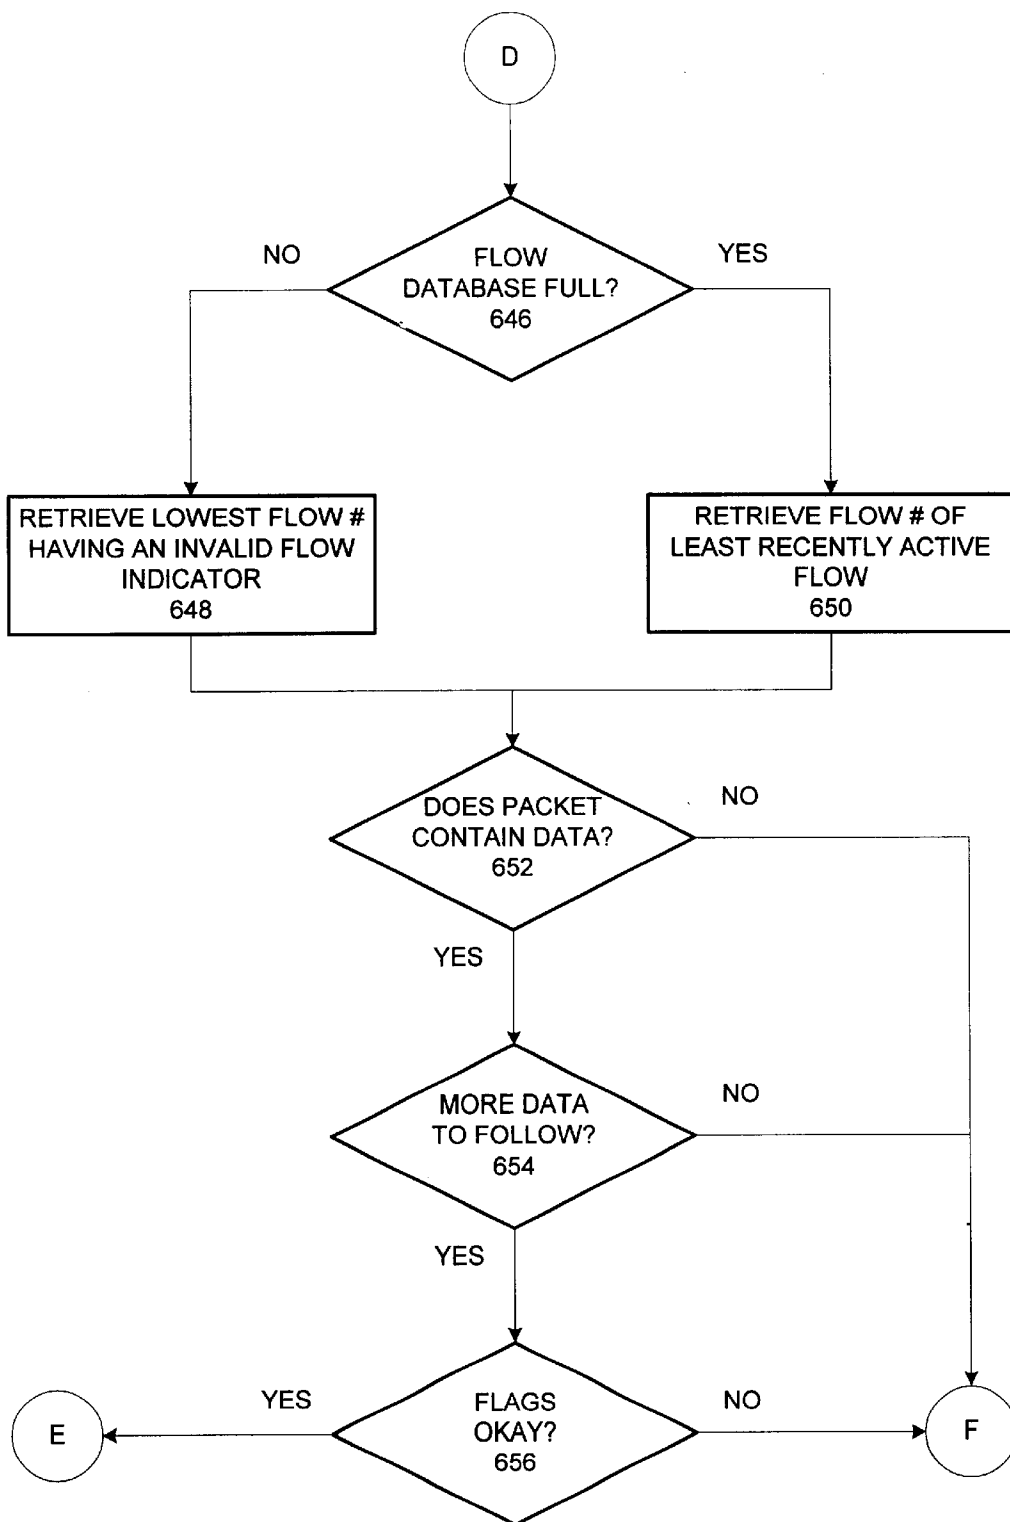 D
NO
YES
FLOW
DATABASE FULL?
646
RETRIEVE LOWEST FLOW #
HAVING AN INVALID FLOW
INDICATOR
648
RETRIEVE FLOW # OF
LEAST RECENTLY ACTIVE
FLOW
650
DOES PACKET
CONTAIN DATA?
652
NO
YES
MORE DATA
TO FOLLOW?
654
NO
YES
FLAGS
OKAY?
656
YES
NO
E
F